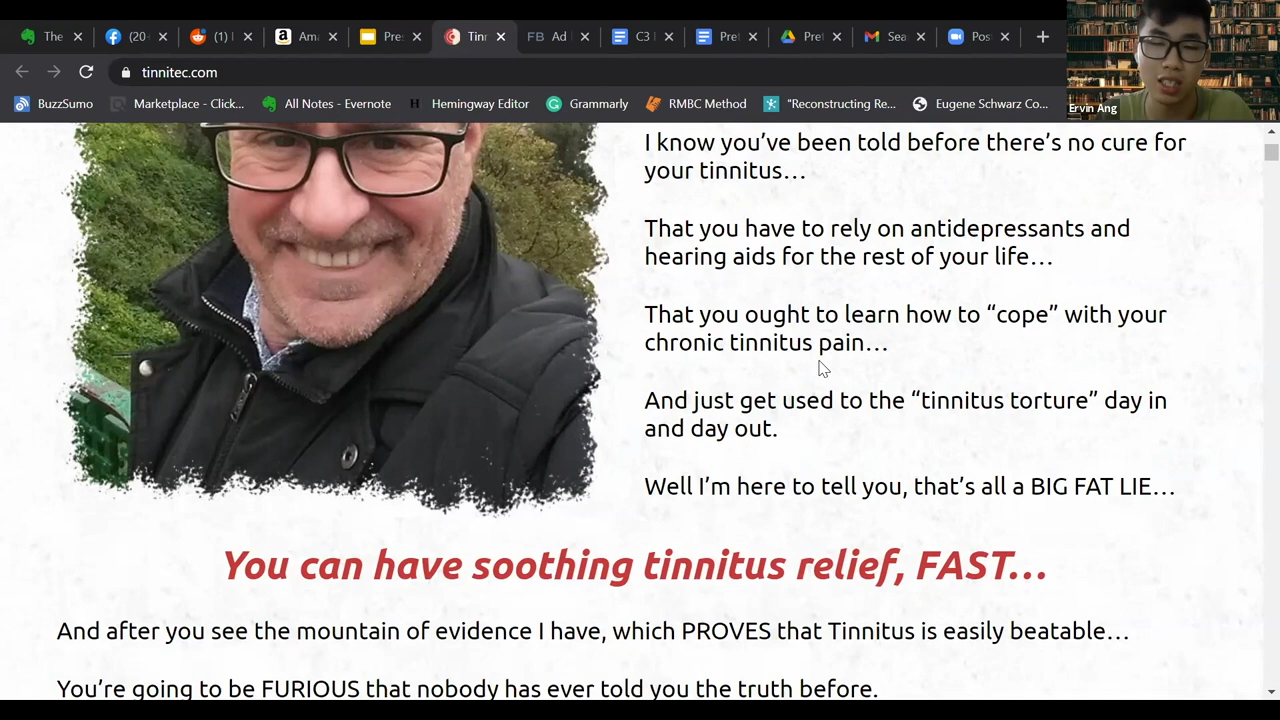 The
(20
(1) |
Ama
Pres
Tinn
FB Ad
C3
Pref
Pref
Sea
Pos
tinnitec.com
BuzzSumo
Marketplace - Click...
All Notes - Evernote
H Hemingway Editor
Grammarly
RMBC Method
"Reconstructing Re...
Eugene Schwarz Co...
Ervin Ang
I know you've been told before there's no cure for
your tinnitus...
That you have to rely on antidepressants and
hearing aids for the rest of your life...
That you ought to learn how to "cope" with your
chronic tinnitus pain...
And just get used to the "tinnitus torture" day in
and day out.
Well I'm here to tell you, that's all a BIG FAT LIE...
You can have soothing tinnitus relief, FAST...
And after you see the mountain of evidence I have, which PROVES that Tinnitus is easily beatable...
You're going to be FURIOUS that nobody has ever told you the truth before.